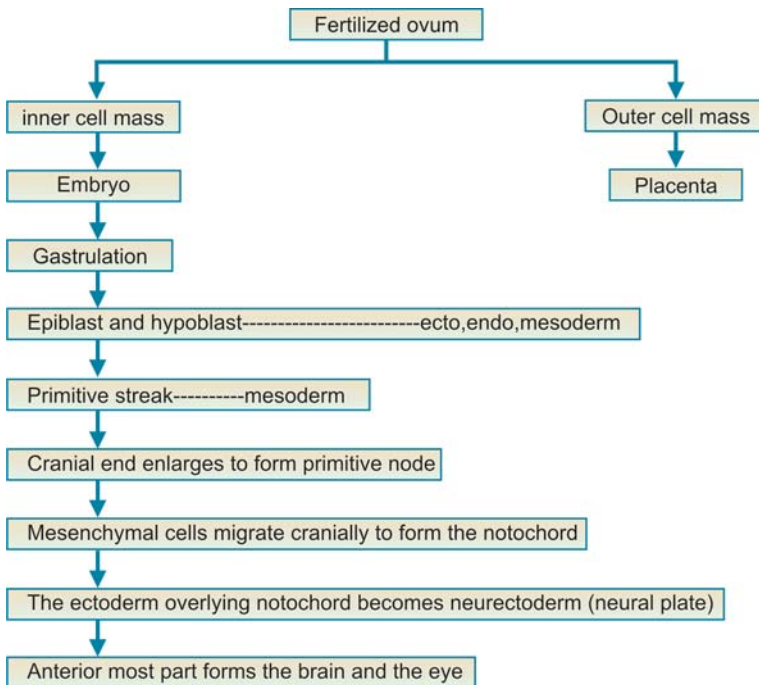 Fertilized ovum
inner cell mass
Outer cell mass
Embryo
Placenta
Gastrulation
Epiblast and hypoblast--------------------------ecto,endo,mesoderm
Primitive streak----------mesoderm
Cranial end enlarges to form primitive node
Mesenchymal cells migrate cranially to form the notochord
The ectoderm overlying notochord becomes neurectoderm (neural plate)
Anterior most part forms the brain and the eye